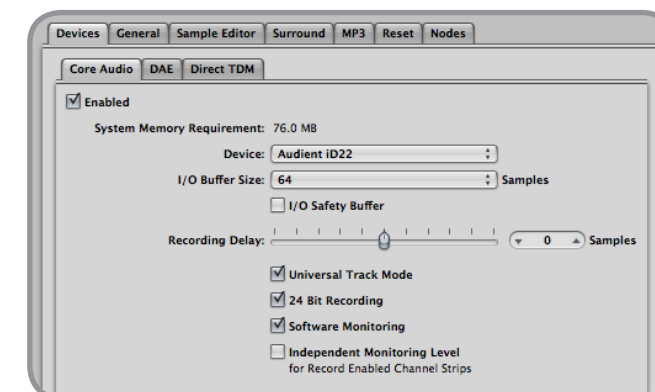 Devices General Sample Editor Surround MP3 Reset Nodes
Core Audio DAE Direct TDM
Enabled
System Memory Requirement: 76.0 MB
Device: Audient iD22
I/O Buffer Size: 64 Samples
I/O Safety Buffer
Recording Delay: 0 Samples
Universal Track Mode
24 Bit Recording
Software Monitoring
Independent Monitoring Level
for Record Enabled Channel Strips